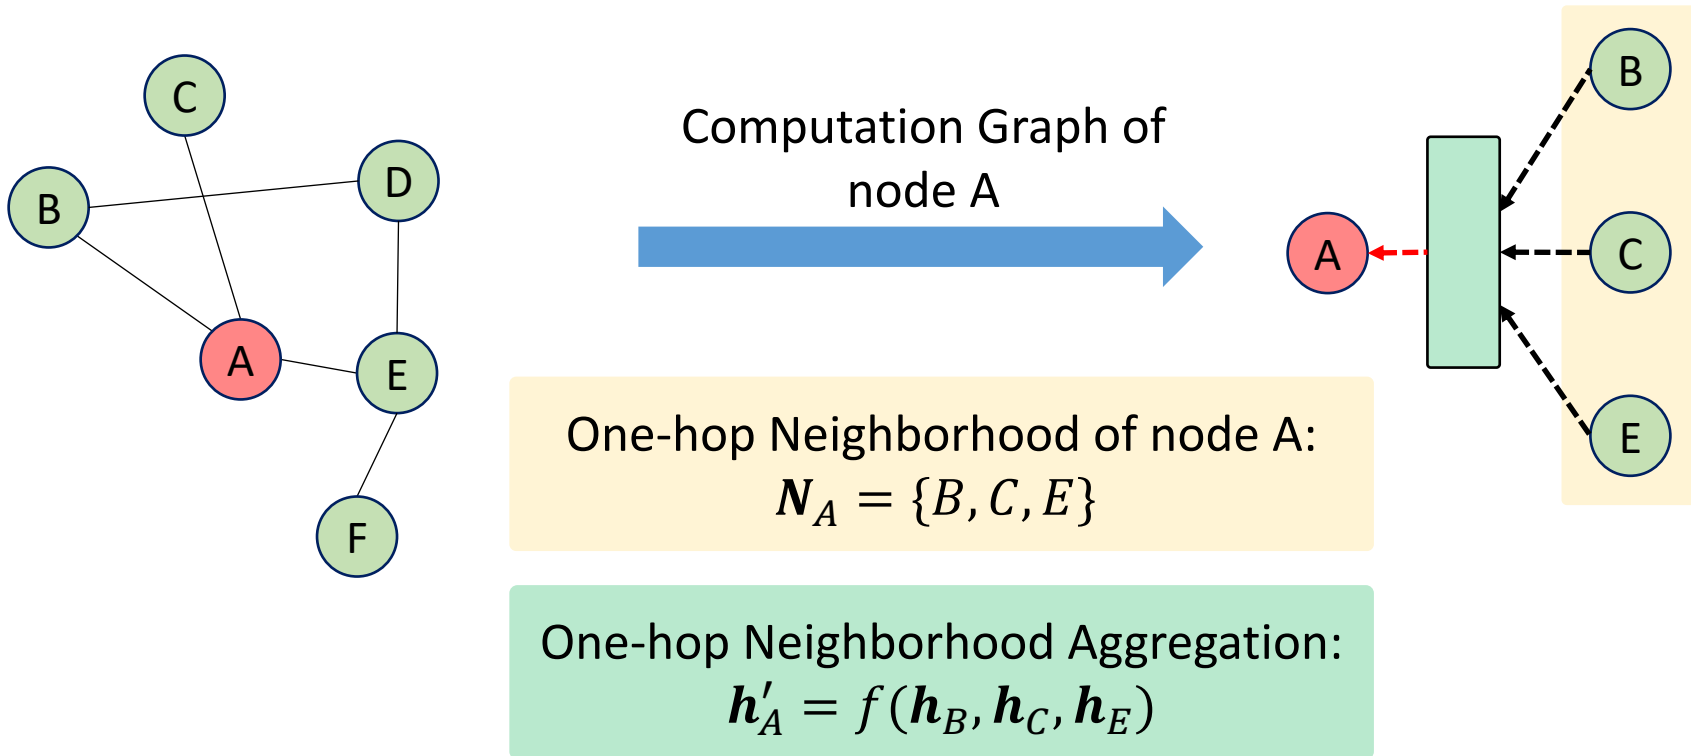 C
D
B
A
E
F
Computation Graph of
node A
B
A
C
E
One-hop Neighborhood of node A:
𝑵_A = {B, C, E}
One-hop Neighborhood Aggregation:
𝒉′_A = f(𝒉_B, 𝒉_C, 𝒉_E)